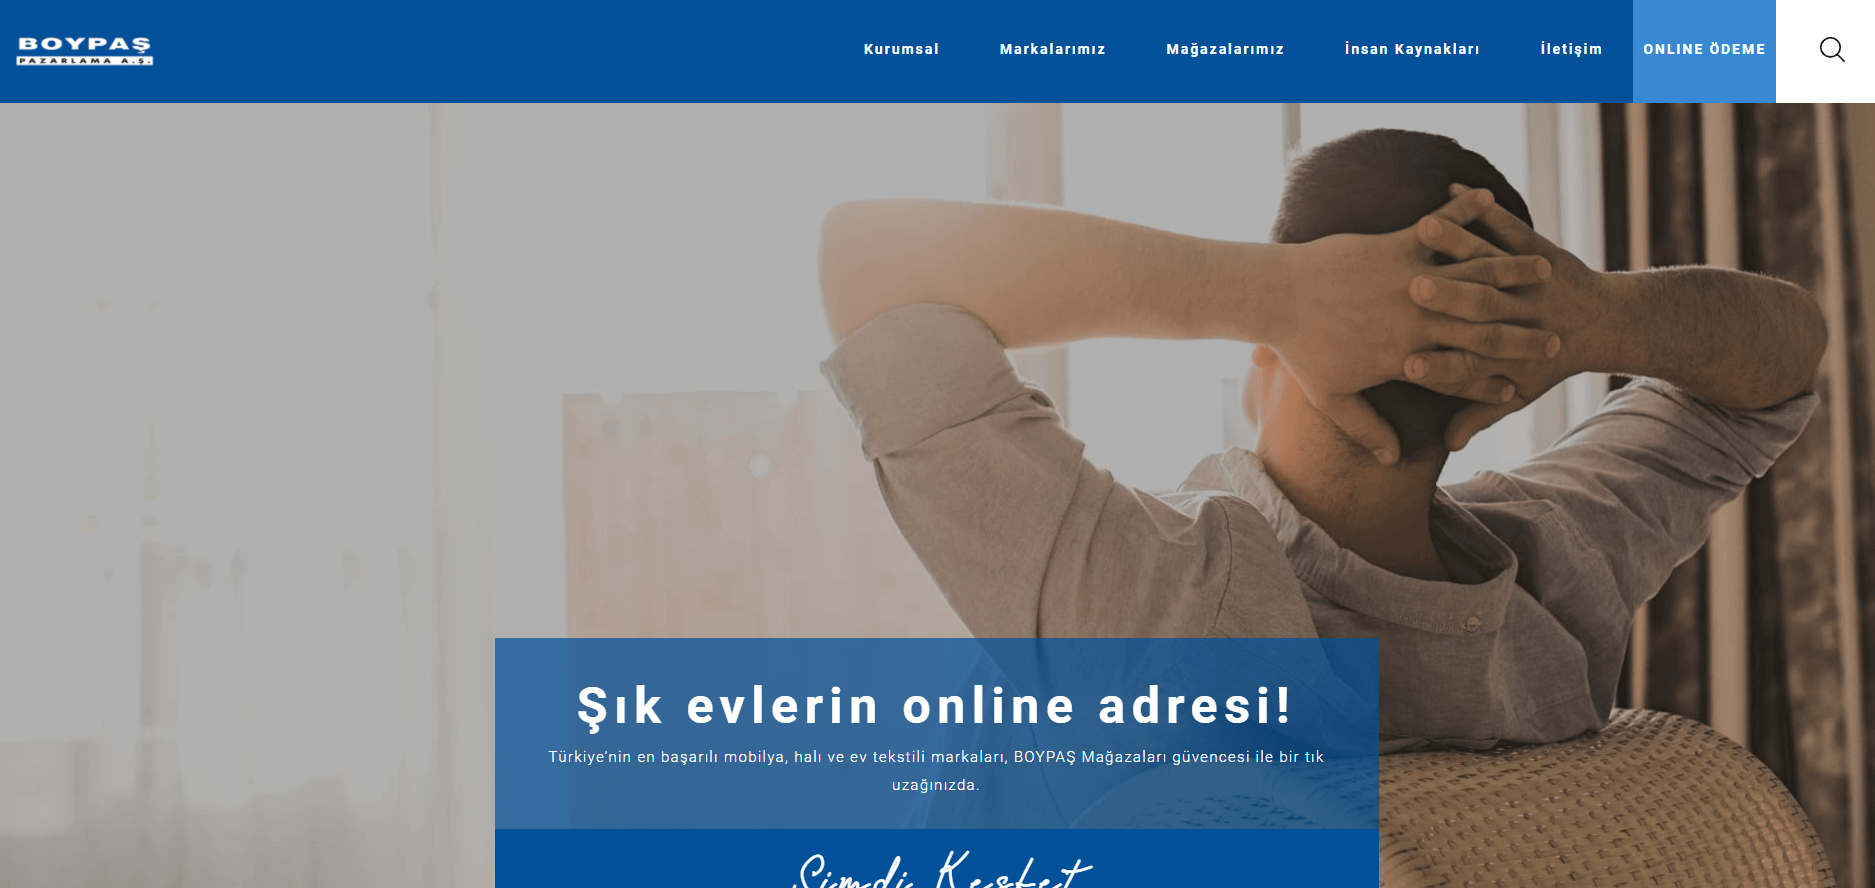 BOYPAŞ
PAZARLAMA A.Ş.
Kurumsal
Markalarımız
Mağazalarımız
İnsan Kaynakları
İletişim
ONLINE ÖDEME
Şık evlerin online adresi!
Türkiye’nin en başarılı mobilya, halı ve ev tekstili markaları, BOYPAŞ Mağazaları güvencesi ile bir tık
uzağınızda.
Şimdi Keşfet